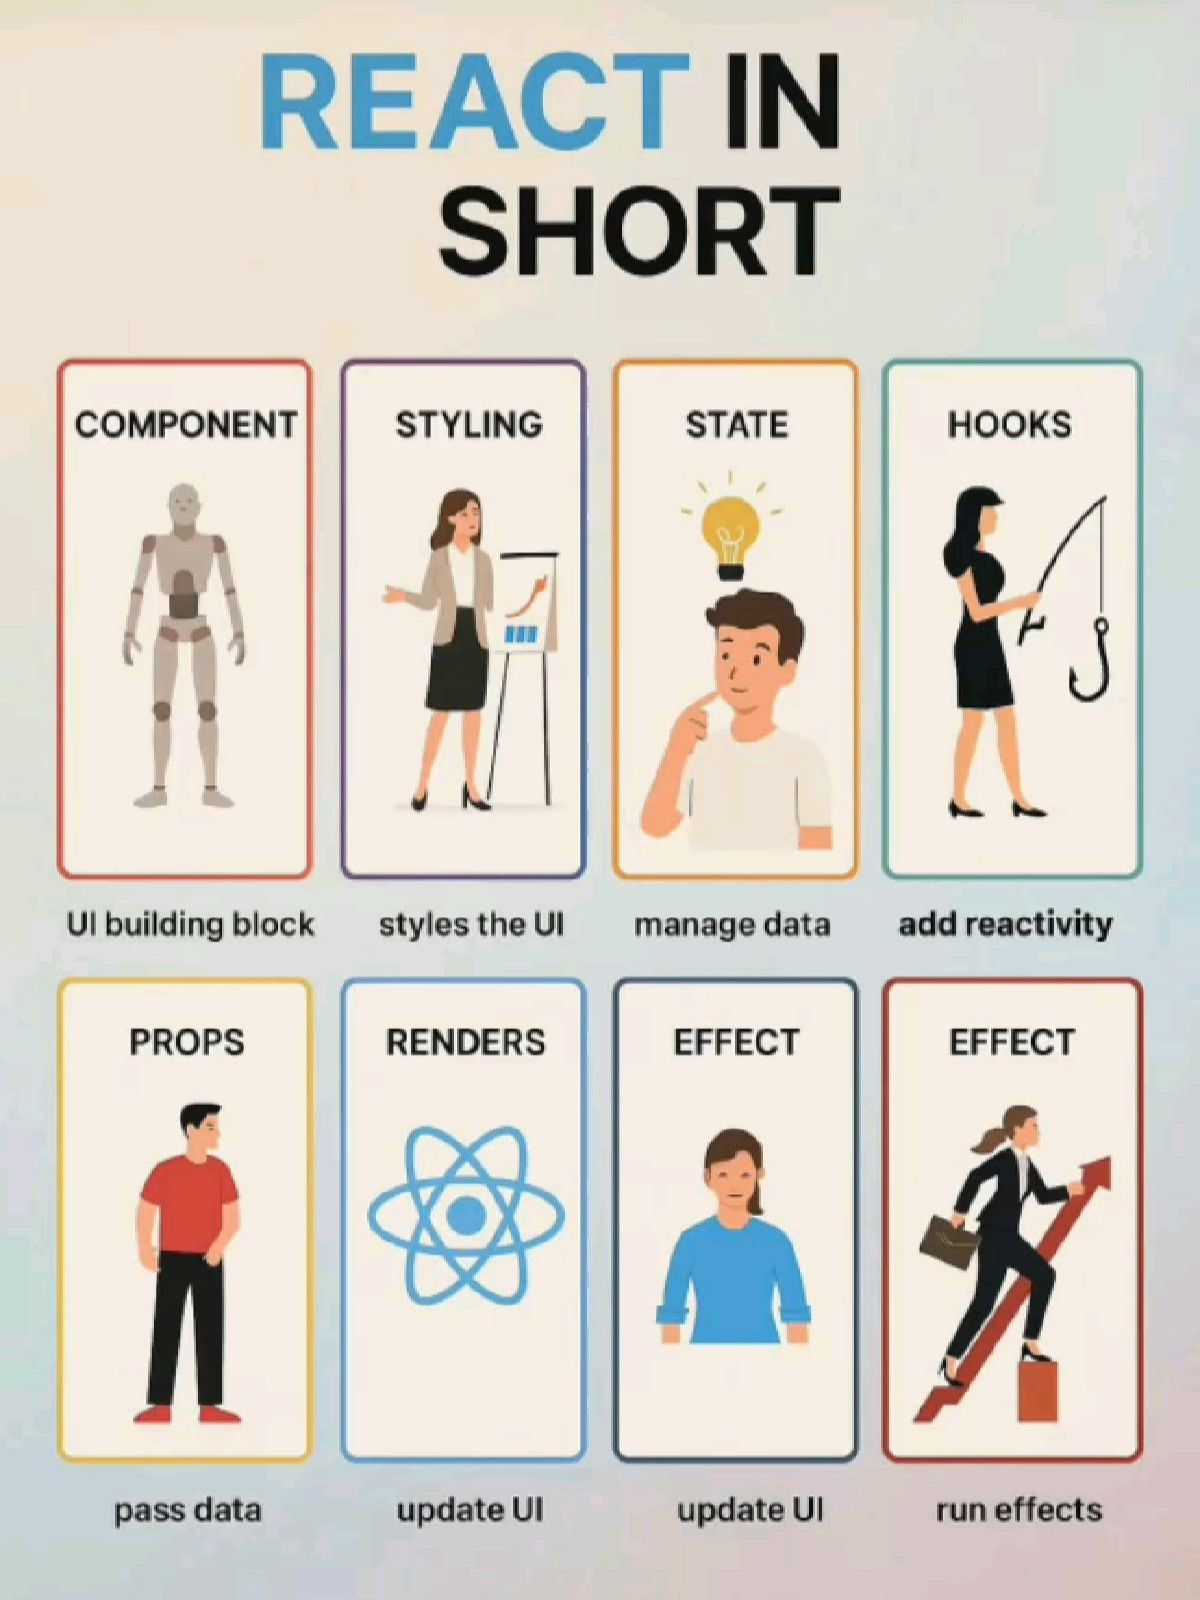 REACT IN
SHORT
COMPONENT
STYLING
STATE
HOOKS
UI building block
styles the UI
manage data
add reactivity
PROPS
RENDERS
EFFECT
EFFECT
pass data
update UI
update UI
run effects